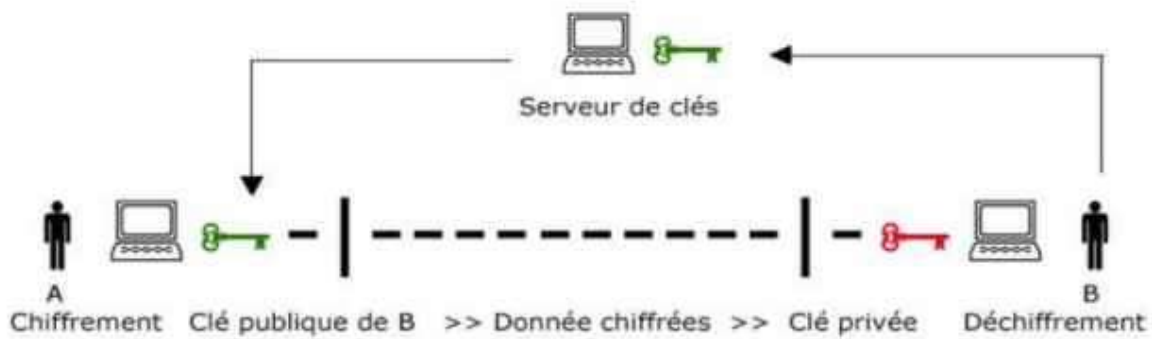 Serveur de clés
A
B
Chiffrement Clé publique de B >> Donnée chiffrées >> Clé privée Déchiffrement